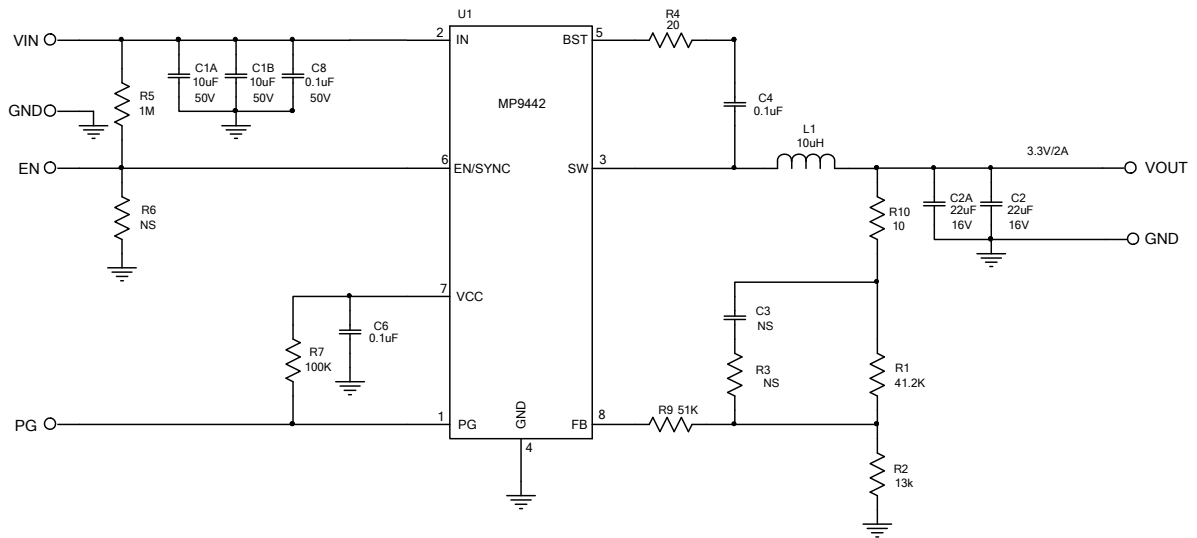 U1
R4
20
VIN
2
IN
BST
5
C1A
10uF
50V
C1B
10uF
50V
C8
0.1uF
50V
R5
1M
MP9442
C4
0.1uF
GND
L1
10uH
3.3V/2A
EN
6
EN/SYNC
SW
3
VOUT
R6
NS
R10
10
C2A
22uF
16V
C2
22uF
16V
GND
7
VCC
C3
NS
C6
0.1uF
R7
100K
R3
NS
R1
41.2K
PG
1
PG
GND
FB
8
R9 51K
4
R2
13k